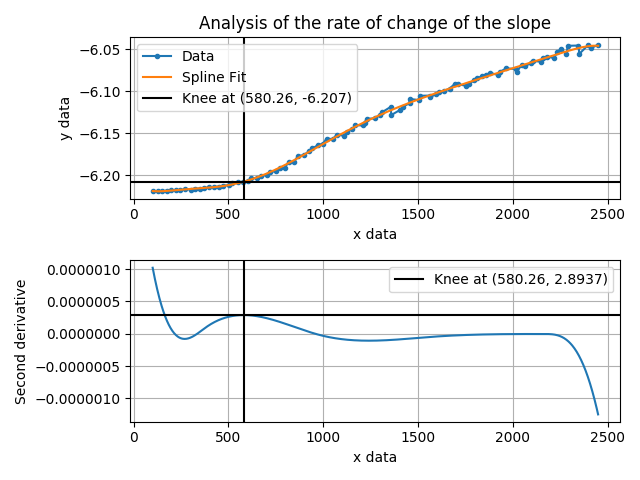 Analysis of the rate of change of the slope
Data
Spline Fit
Knee at (580.26, -6.207)
y data
−6.05
−6.10
−6.15
−6.20
0 500 1000 1500 2000 2500
x data
Knee at (580.26, 2.8937)
Second derivative
0.0000010
0.0000005
0.0000000
−0.0000005
−0.0000010
0 500 1000 1500 2000 2500
x data